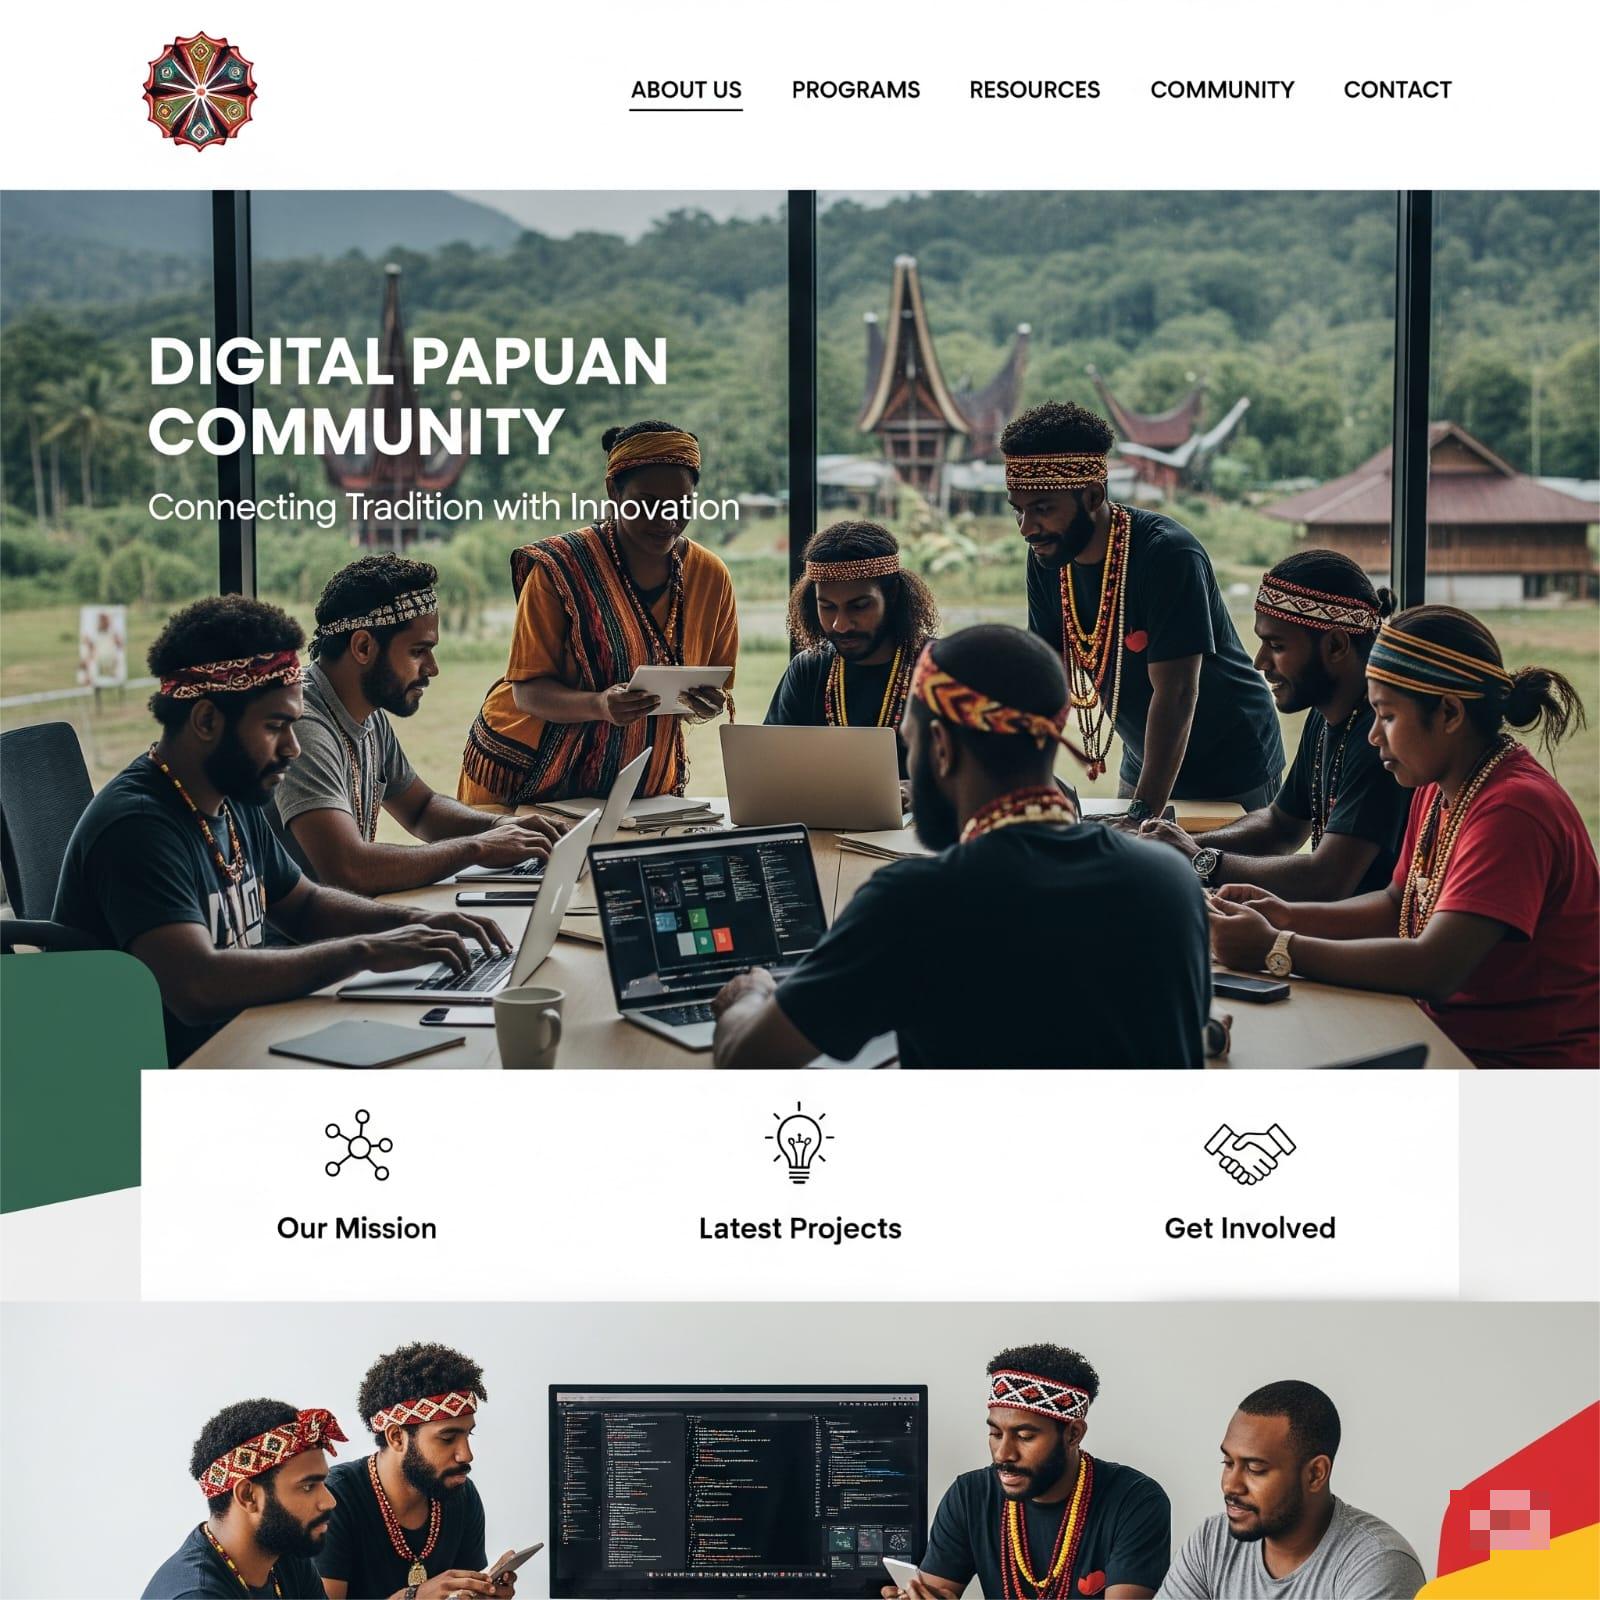 ABOUT US
PROGRAMS
RESOURCES
COMMUNITY
CONTACT
DIGITAL PAPUAN
COMMUNITY
Connecting Tradition with Innovation
Our Mission
Latest Projects
Get Involved